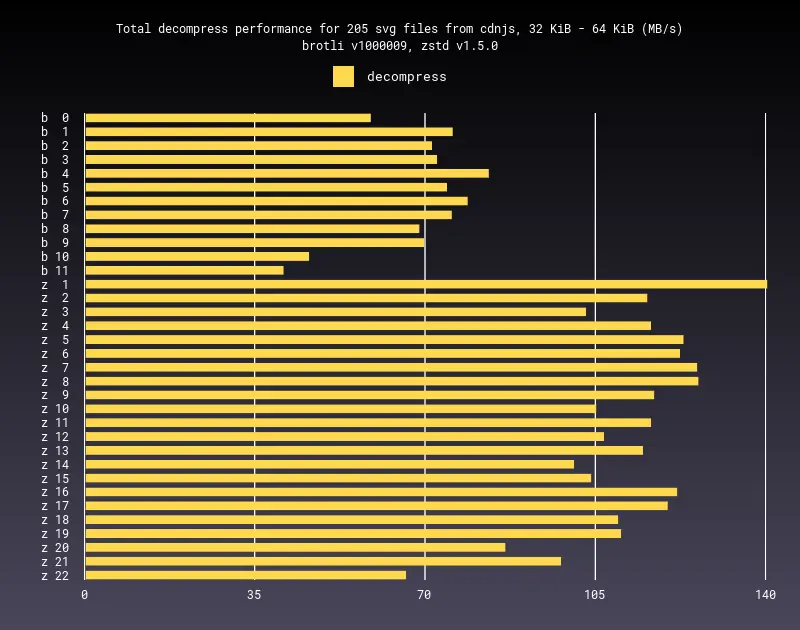 Total decompress performance for 205 svg files from cdnjs, 32 KiB - 64 KiB (MB/s)
brotli v1000009, zstd v1.5.0
decompress
b 0
b 1
b 2
b 3
b 4
b 5
b 6
b 7
b 8
b 9
b 10
b 11
z 1
z 2
z 3
z 4
z 5
z 6
z 7
z 8
z 9
z 10
z 11
z 12
z 13
z 14
z 15
z 16
z 17
z 18
z 19
z 20
z 21
z 22
0 35 70 105 140